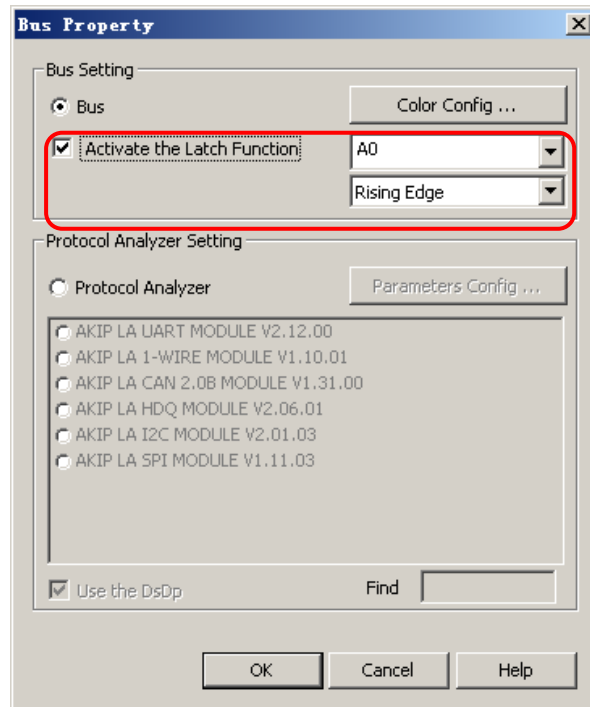 Bus Property
Bus Setting
Bus
Color Config ...
Activate the Latch Function
A0
Rising Edge
Protocol Analyzer Setting
Protocol Analyzer
Parameters Config ...
AKIP LA UART MODULE V2.12.00
AKIP LA 1-WIRE MODULE V1.10.01
AKIP LA CAN 2.0B MODULE V1.31.00
AKIP LA HDQ MODULE V2.06.01
AKIP LA I2C MODULE V2.01.03
AKIP LA SPI MODULE V1.11.03
Use the DsDp
Find
OK
Cancel
Help